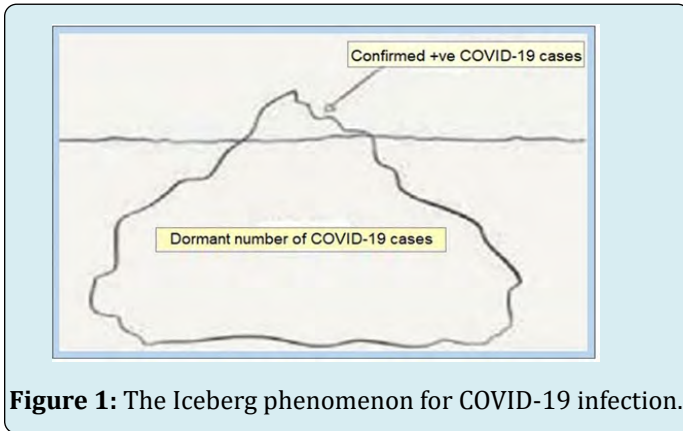 Confirmed +ve COVID-19 cases
Dormant number of COVID-19 cases
Figure 1: The Iceberg phenomenon for COVID-19 infection.